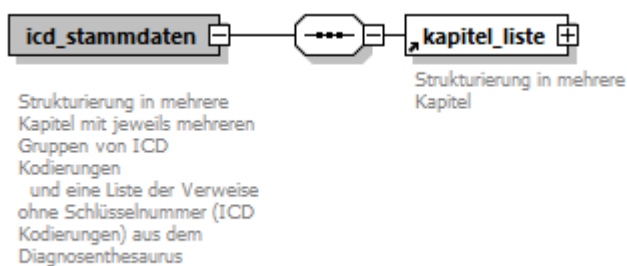 icd_stammdaten
kapitel_liste
Strukturierung in mehrere
Kapitel
Strukturierung in mehrere
Kapitel mit jeweils mehreren
Gruppen von ICD
Kodierungen
und eine Liste der Verweise
ohne Schlüsselnummer (ICD
Kodierungen) aus dem
Diagnosenthesaurus